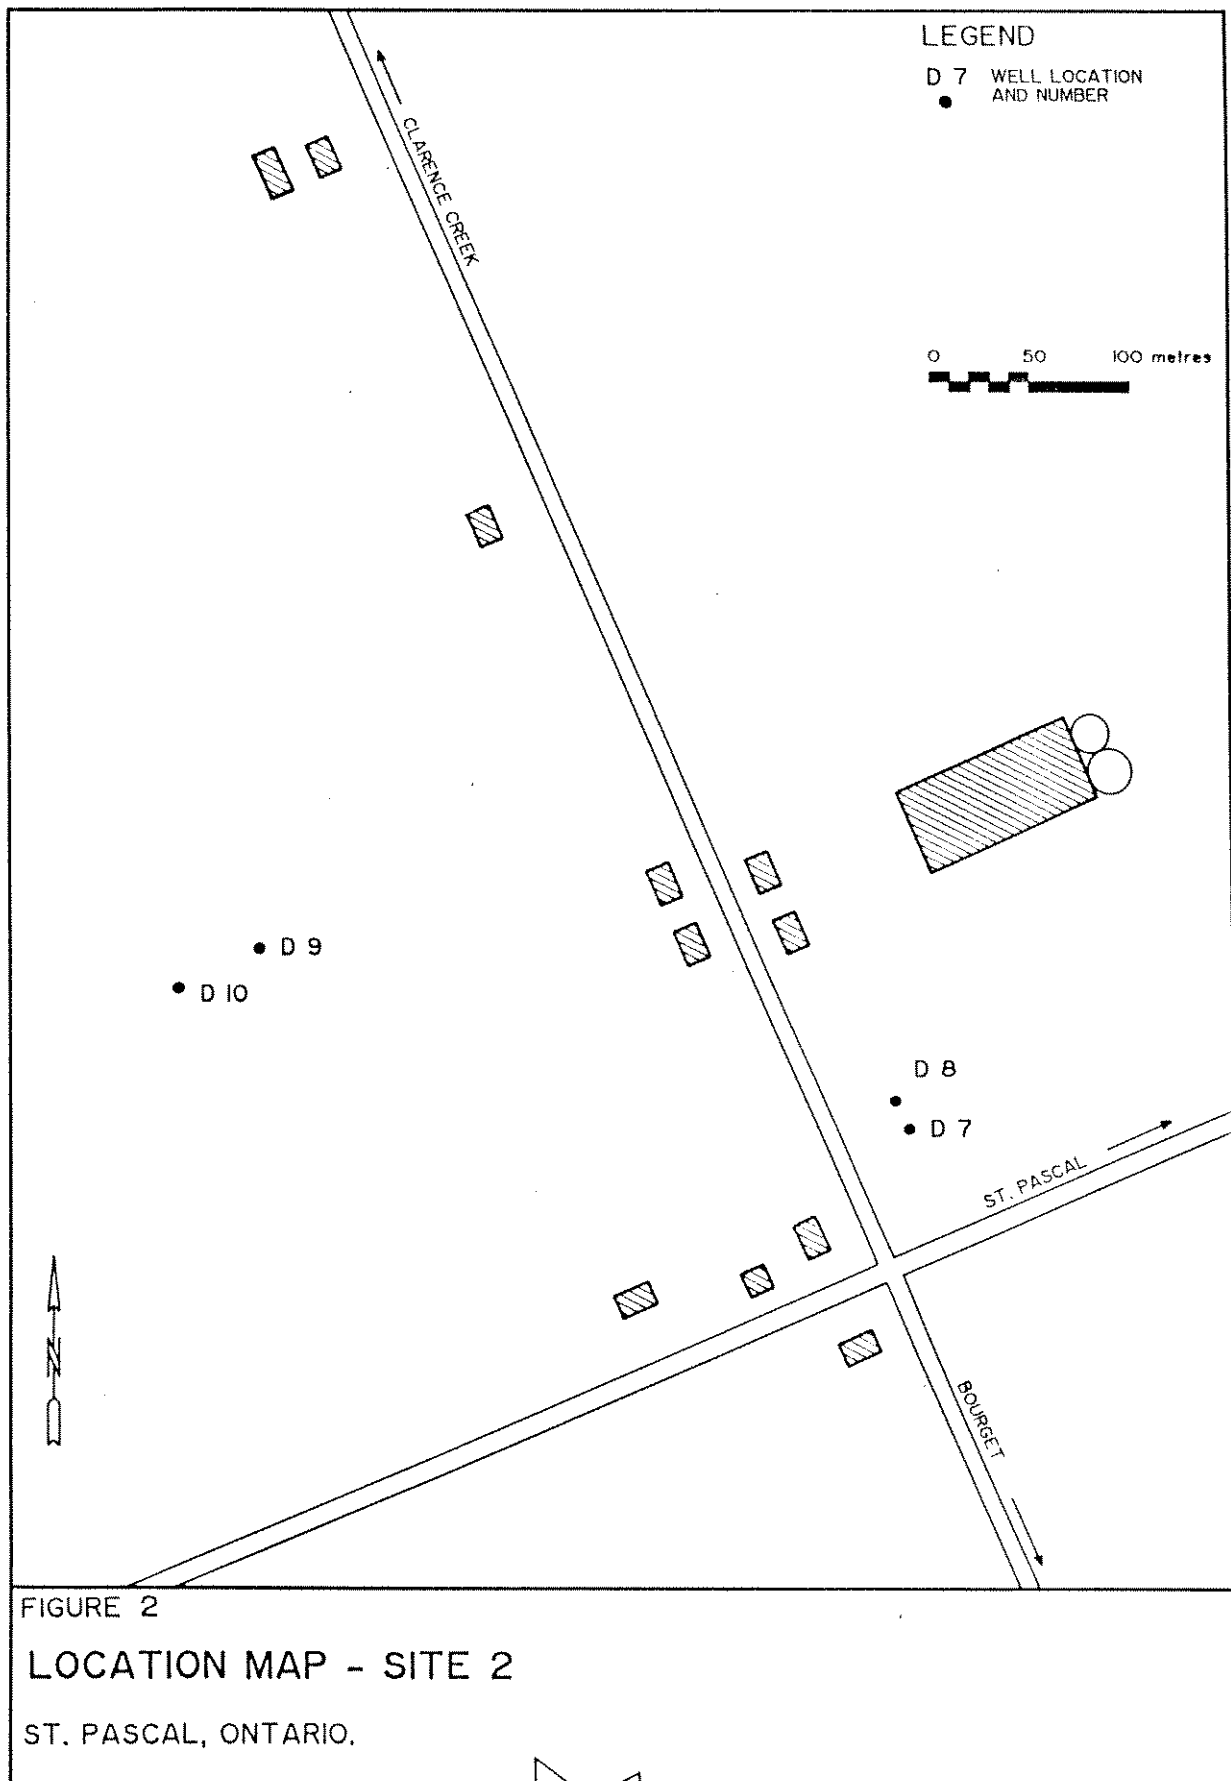 LEGEND
D 7 WELL LOCATION
AND NUMBER
CLARENCE CREEK
0 50 100 metres
D 9
D 10
D 8
D 7
ST. PASCAL
N
BOURGET
FIGURE 2
LOCATION MAP - SITE 2
ST. PASCAL, ONTARIO.